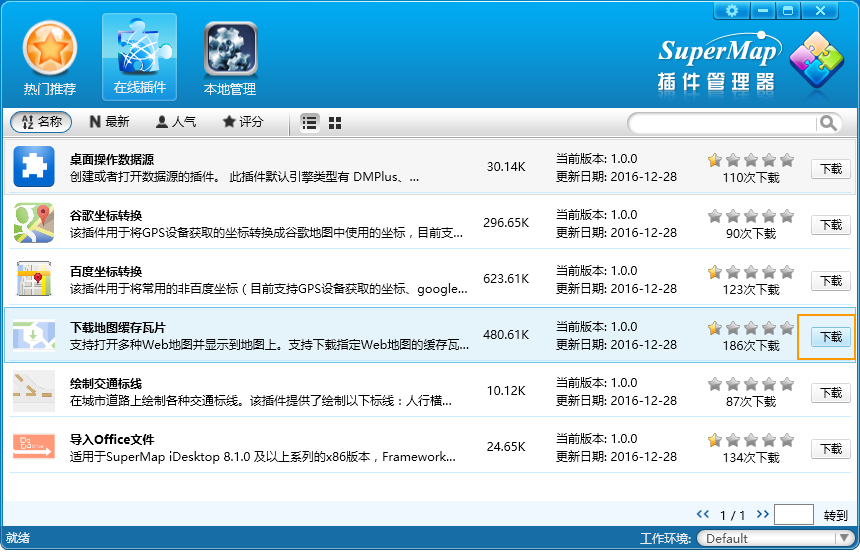 SuperMap
插件管理器
热门推荐
在线插件
本地管理
名称
最新
人气
评分
桌面操作数据源
创建或者打开数据源的插件。 此插件默认引擎类型有 DMPlus、...
30.14K
当前版本: 1.0.0
更新日期: 2016-12-28
110次下载
下载
谷歌坐标转换
该插件用于将GPS设备获取的坐标转换成谷歌地图中使用的坐标，目前支...
296.65K
当前版本: 1.0.0
更新日期: 2016-12-28
90次下载
下载
百度坐标转换
该插件用于将常用的非百度坐标（目前支持GPS设备获取的坐标、google...
623.61K
当前版本: 1.0.0
更新日期: 2016-12-28
123次下载
下载
下载地图缓存瓦片
支持打开多种Web地图并显示到地图上。支持下载指定Web地图的缓存瓦...
480.61K
当前版本: 1.0.0
更新日期: 2016-12-28
186次下载
下载
绘制交通标线
在城市道路上绘制各种交通标线。该插件提供了绘制以下标线：人行横...
10.12K
当前版本: 1.0.0
更新日期: 2016-12-28
87次下载
下载
导入Office文件
适用于SuperMap iDesktop 8.1.0 及以上系列的x86版本，Framework...
24.65K
当前版本: 1.0.0
更新日期: 2016-12-28
134次下载
下载
1 / 1
转到
就绪
工作环境: Default